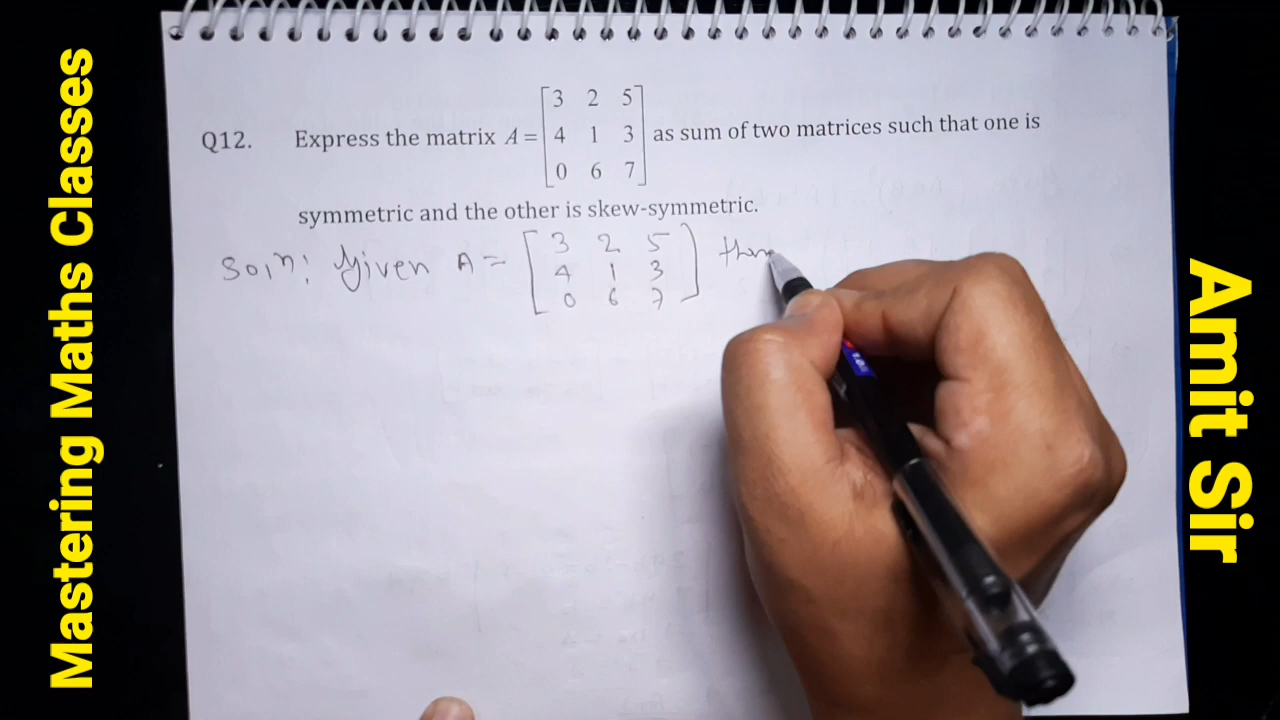 Mastering Maths Classes
Q12. Express the matrix A = [3 2 5
4 1 3
0 6 7] as sum of two matrices such that one is
symmetric and the other is skew-symmetric.
Soln: Given A = [3 2 5
4 1 3
0 6 7]
Amit Sir